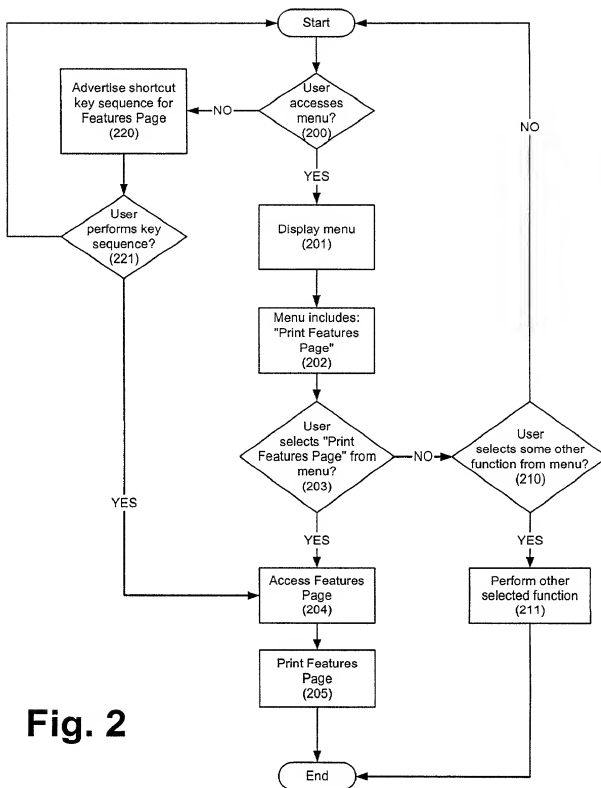 Start
User
accesses
menu?
(200)
NO
Advertise shortcut
key sequence for
Features Page
(220)
NO
YES
User
performs key
sequence?
(221)
Display menu
(201)
Menu includes:
"Print Features
Page"
(202)
User
selects "Print
Features Page" from
menu?
(203)
NO
User
selects some other
function from menu?
(210)
YES
YES
YES
Access Features
Page
(204)
Perform other
selected function
(211)
Print Features
Page
(205)
Fig. 2
End